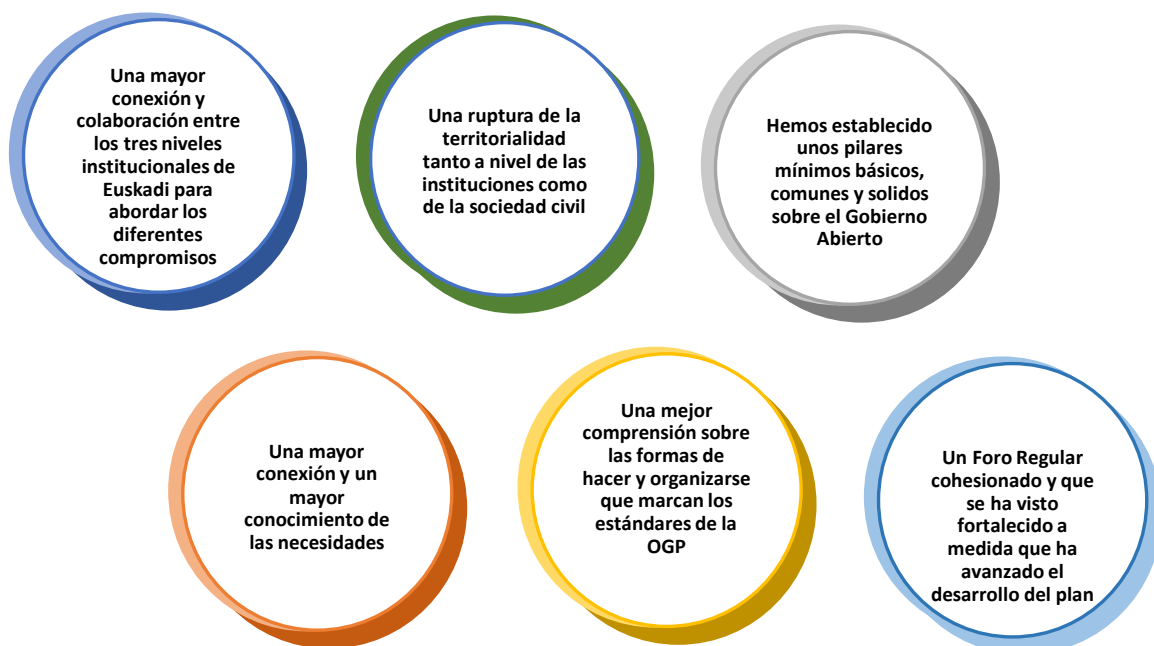 Una mayor
conexión y
colaboración entre
los tres niveles
institucionales de
Euskadi para
abordar los
diferentes
compromisos
Una ruptura de la
territorialidad
tanto a nivel de las
instituciones como
de la sociedad civil
Hemos establecido
unos pilares
mínimos básicos,
comunes y solidos
sobre el Gobierno
Abierto
Una mayor
conexión y un
mayor
conocimiento de
las necesidades
Una mejor
comprensión sobre
las formas de
hacer y organizarse
que marcan los
estándares de la
OGP
Un Foro Regular
cohesionado y que
se ha visto
fortalecido a
medida que ha
avanzado el
desarrollo del plan